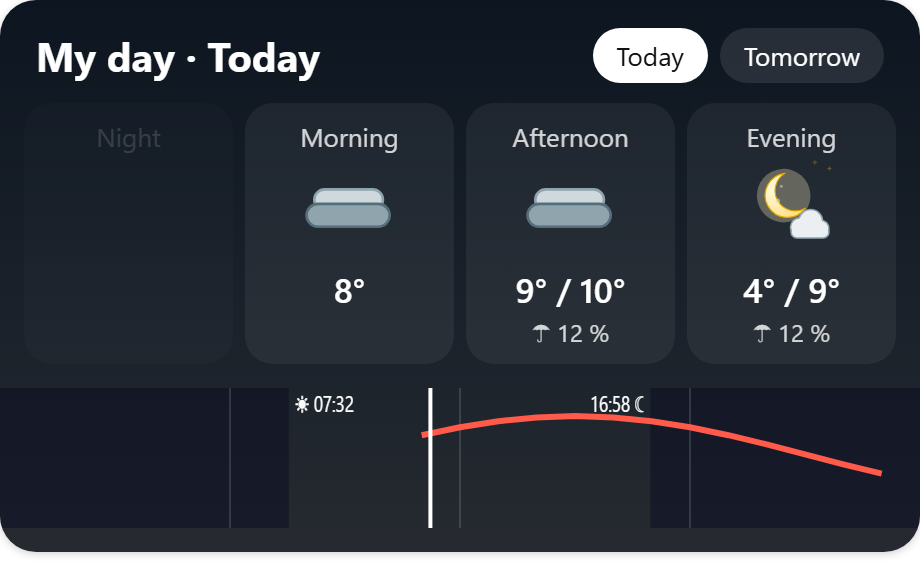 My day · Today
Today
Tomorrow
Night
Morning
Afternoon
Evening
8°
9° / 10°
4° / 9°
☂ 12 %
☂ 12 %
☀ 07:32
16:58 ☾